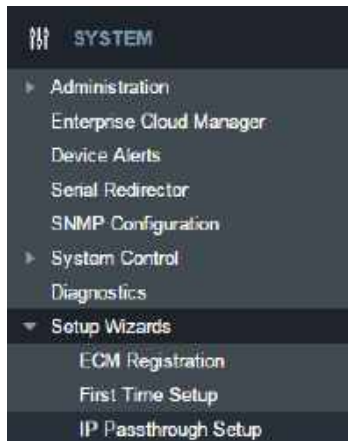 SYSTEM
Administration
Enterprise Cloud Manager
Device Alerts
Serial Redirector
SNMP Configuration
System Control
Diagnostics
Setup Wizards
ECM Registration
First Time Setup
IP Passthrough Setup